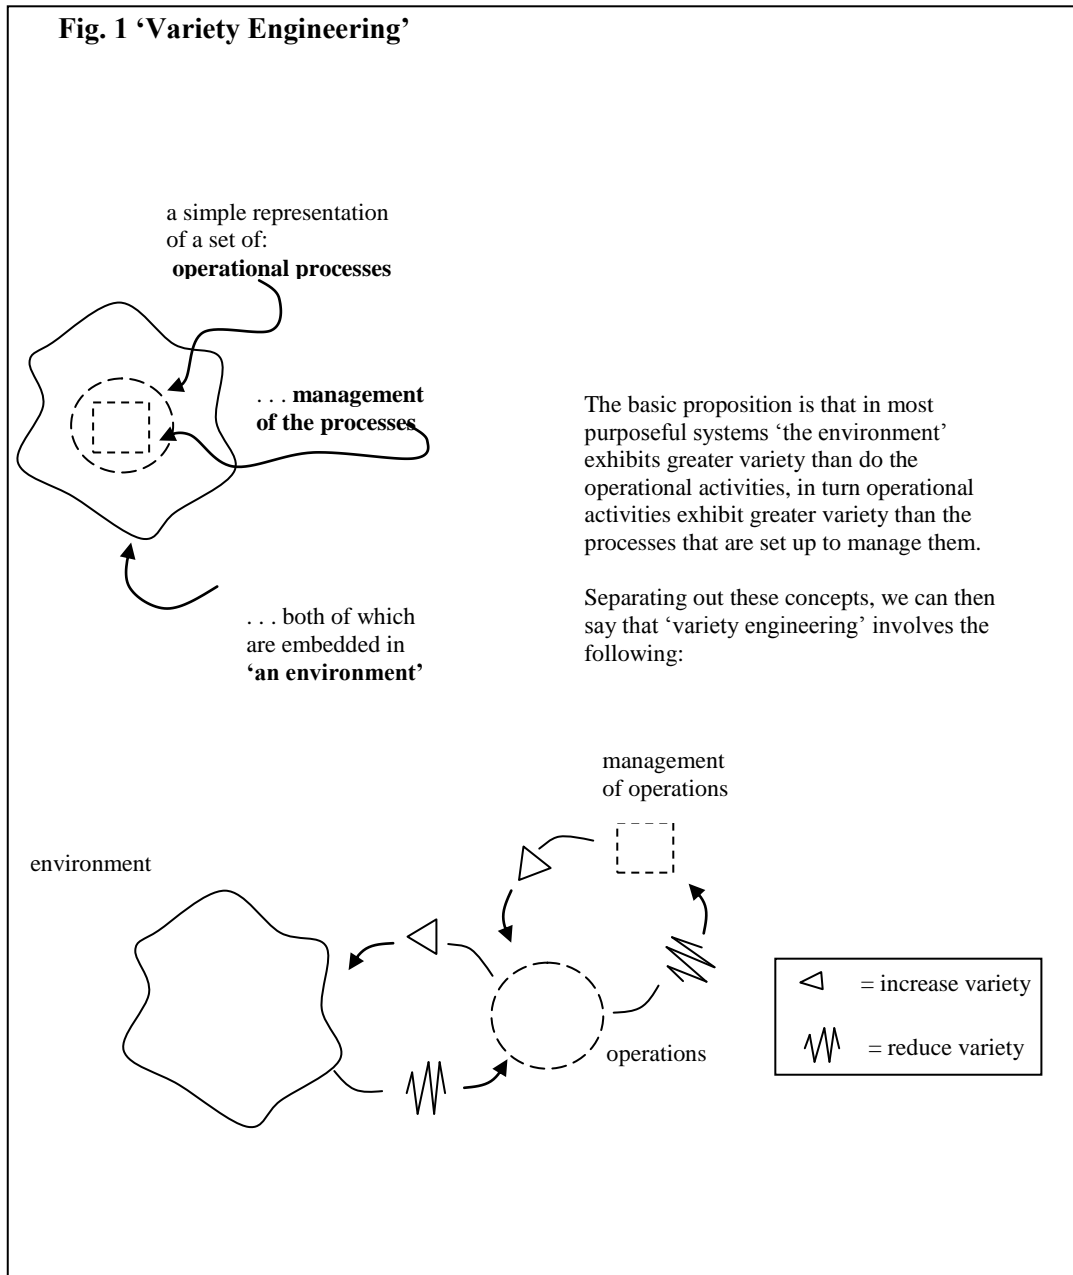 Fig. 1 ‘Variety Engineering’
a simple representation
of a set of:
operational processes
. . . management
of the processes
. . . both of which
are embedded in
‘an environment’
The basic proposition is that in most
purposeful systems ‘the environment’
exhibits greater variety than do the
operational activities, in turn operational
activities exhibit greater variety than the
processes that are set up to manage them.
Separating out these concepts, we can then
say that ‘variety engineering’ involves the
following:
management
of operations
environment
operations
= increase variety
= reduce variety